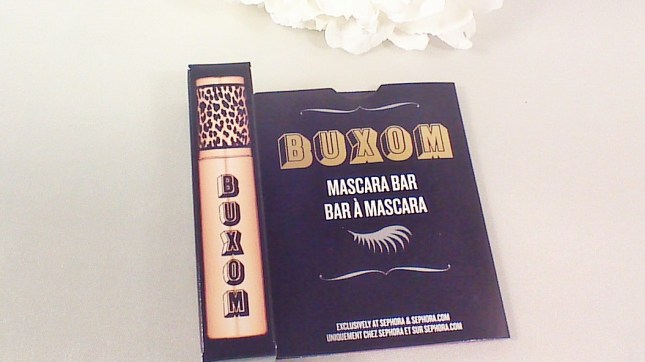 BUXOM
BUXOM
MASCARA BAR
BAR À MASCARA
EXCLUSIVELY AT SEPHORA & SEPHORA.COM
UNIQUEMENT CHEZ SEPHORA ET SUR SEPHORA.COM